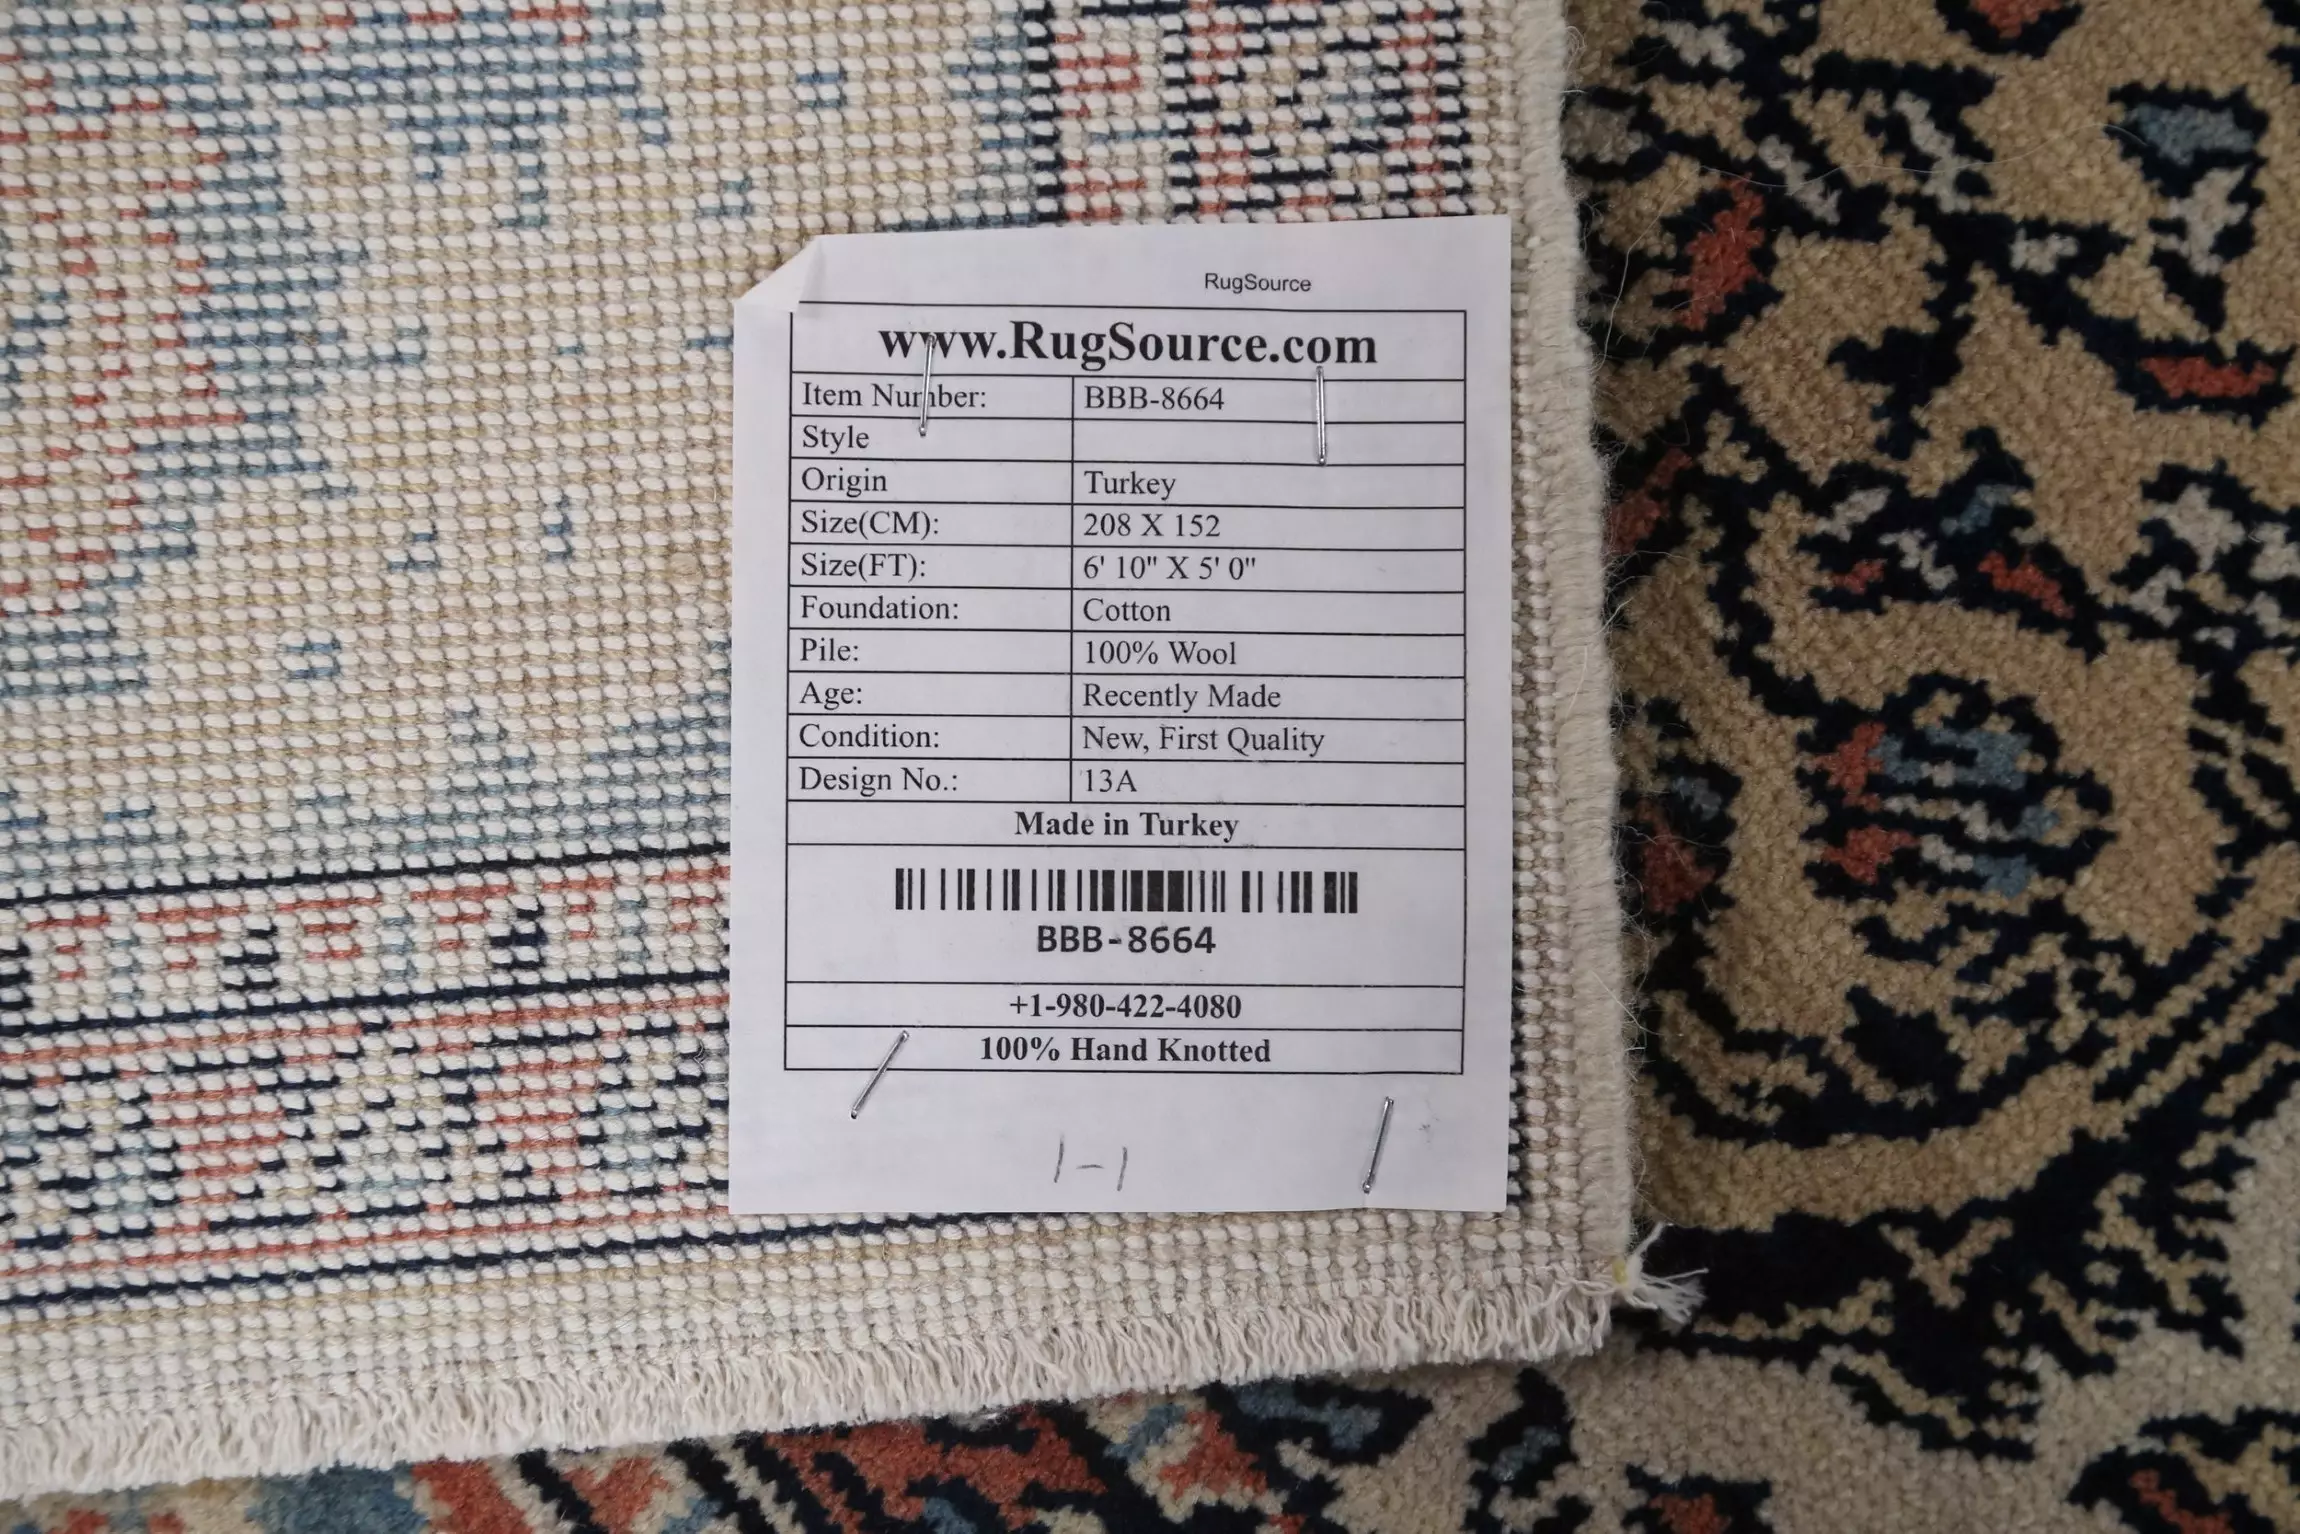 RugSource
www.RugSource.com
Item Number: BBB-8664
Style
Origin Turkey
Size(CM): 208 X 152
Size(FT): 6' 10" X 5' 0"
Foundation: Cotton
Pile: 100% Wool
Age: Recently Made
Condition: New, First Quality
Design No.: 13A
Made in Turkey
BBB-8664
+1-980-422-4080
100% Hand Knotted
1-1